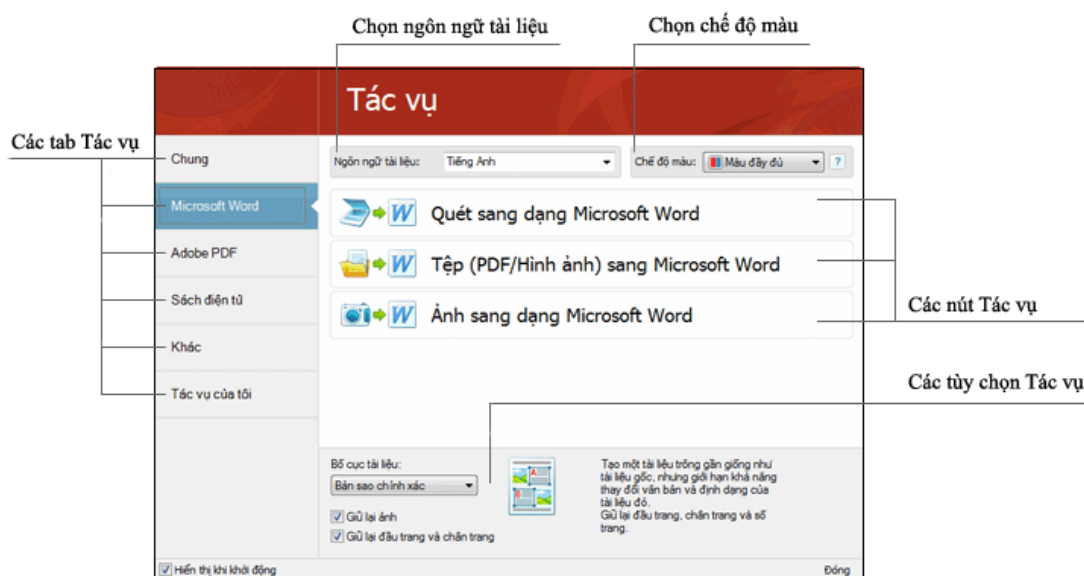 Chọn ngôn ngữ tài liệu
Chọn chế độ màu
Tác vụ
Các tab Tác vụ
Chung
Microsoft Word
Adobe PDF
Sách điện tử
Khác
Tác vụ của tôi
Ngôn ngữ tài liệu: Tiếng Anh
Chế độ màu: Màu đầy đủ ?
Quét sang dạng Microsoft Word
Tệp (PDF/Hình ảnh) sang Microsoft Word
Ảnh sang dạng Microsoft Word
Các nút Tác vụ
Các tùy chọn Tác vụ
Bố cục tài liệu:
Bản sao chính xác
Giữ lại ảnh
Giữ lại đầu trang và chân trang
Tạo một tài liệu trông gần giống như
tài liệu gốc, nhưng giới hạn khả năng
thay đổi văn bản và định dạng của
tài liệu đó.
Giữ lại đầu trang, chân trang và số
trang.
Hiển thị khi khởi động
Đóng